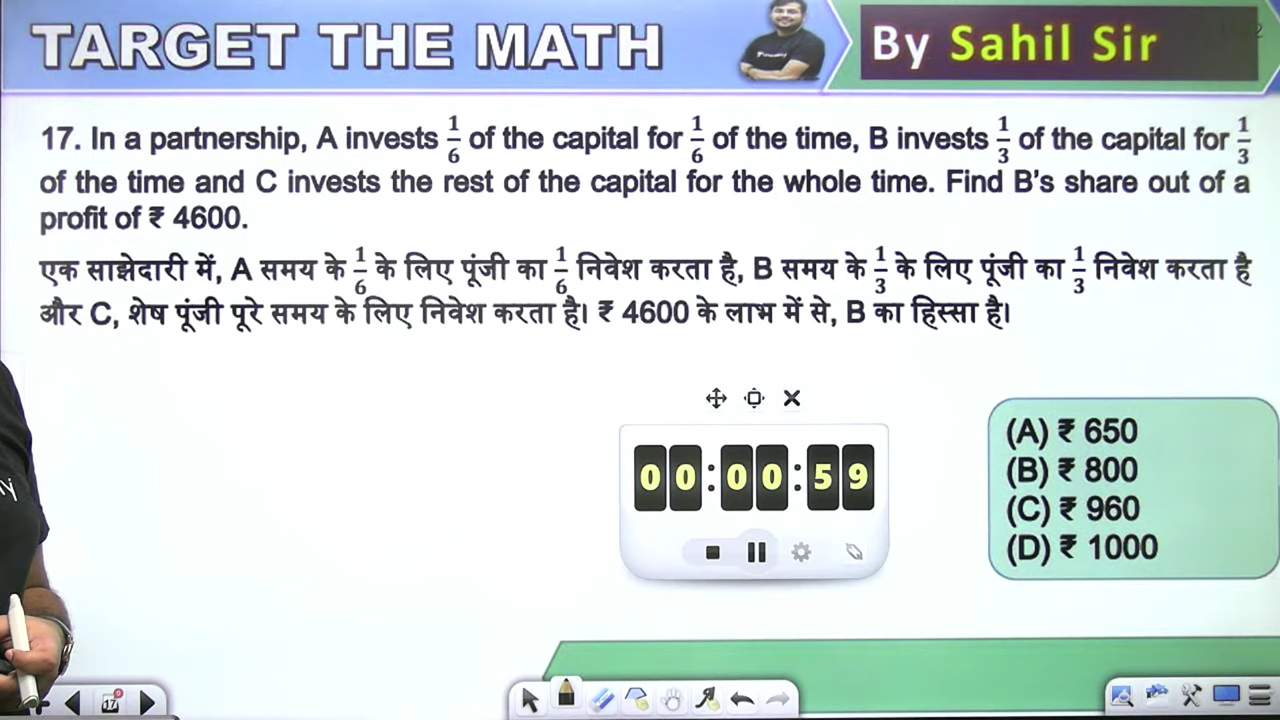 TARGET THE MATH
By Sahil Sir
17. In a partnership, A invests 1/6 of the capital for 1/6 of the time, B invests 1/3 of the capital for 1/3
of the time and C invests the rest of the capital for the whole time. Find B's share out of a
profit of ₹ 4600.
एक साझेदारी में, A समय के 1/6 के लिए पूंजी का 1/6 निवेश करता है, B समय के 1/3 के लिए पूंजी का 1/3 निवेश करता है
और C, शेष पूंजी पूरे समय के लिए निवेश करता है। ₹ 4600 के लाभ में से, B का हिस्सा है।
00:00:59
(A) ₹ 650
(B) ₹ 800
(C) ₹ 960
(D) ₹ 1000
17
9